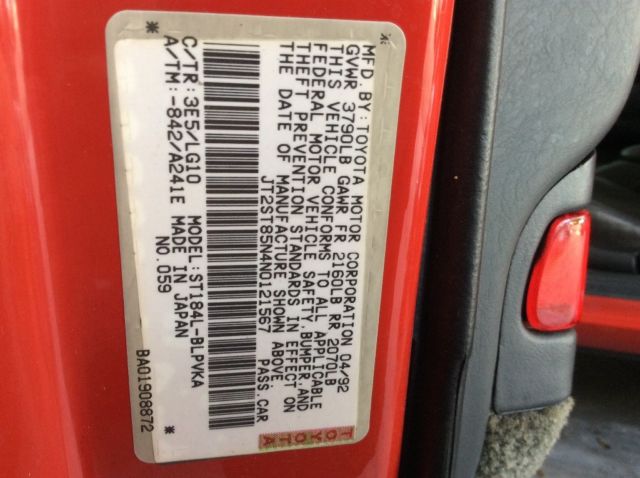 MFD. BY: TOYOTA MOTOR CORPORATION 04/92
GVWR 3790LB GAWR FR 2160LB RR 2070LB
THIS VEHICLE CONFORMS TO ALL APPLICABLE
FEDERAL MOTOR VEHICLE SAFETY, BUMPER, AND
THEFT PREVENTION STANDARDS IN EFFECT ON
THE DATE OF MANUFACTURE SHOWN ABOVE.
JT2ST85N4N0121567 PASS.CAR
C/TR: 3E5/LG10 MODEL: ST184L-BLPVKA
A/TM: -842/A241E MADE IN JAPAN
NO.059
BA01908872
TOYO
TA